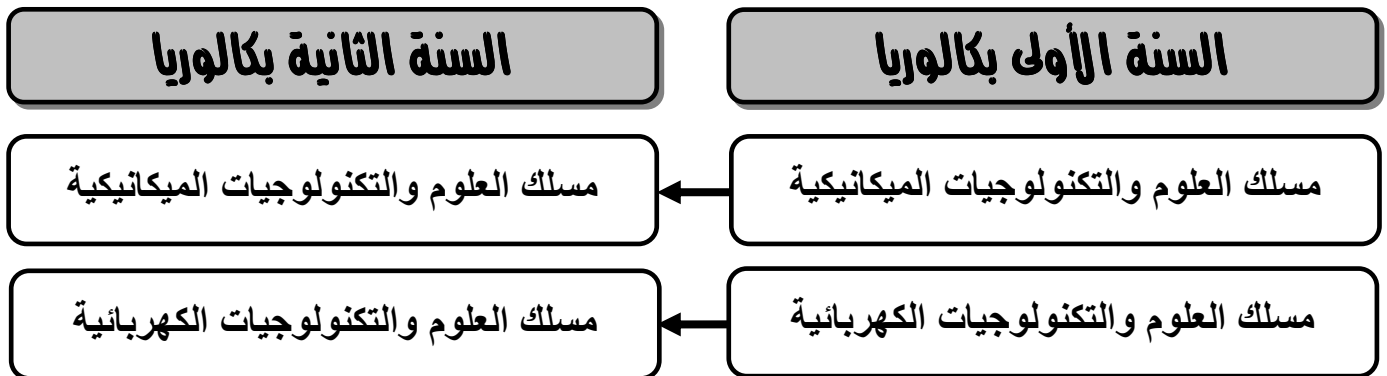 السنة الأولى بكالوريا
السنة الثانية بكالوريا
مسلك العلوم والتكنولوجيات الميكانيكية
مسلك العلوم والتكنولوجيات الميكانيكية
مسلك العلوم والتكنولوجيات الكهربائية
مسلك العلوم والتكنولوجيات الكهربائية